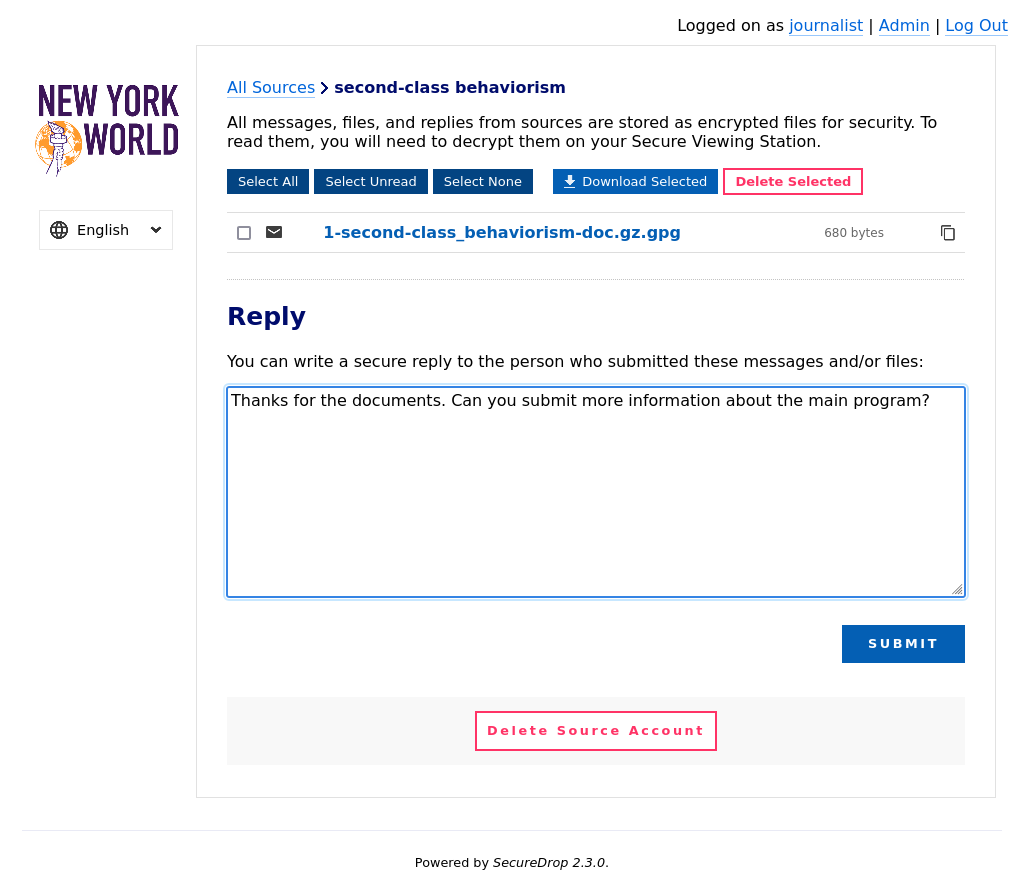 Logged on as journalist | Admin | Log Out
NEW YORK
WORLD
English
All Sources > second-class behaviorism
All messages, files, and replies from sources are stored as encrypted files for security. To
read them, you will need to decrypt them on your Secure Viewing Station.
Select All Select Unread Select None Download Selected Delete Selected
1-second-class_behaviorism-doc.gz.gpg 680 bytes
Reply
You can write a secure reply to the person who submitted these messages and/or files:
Thanks for the documents. Can you submit more information about the main program?
SUBMIT
Delete Source Account
Powered by SecureDrop 2.3.0.